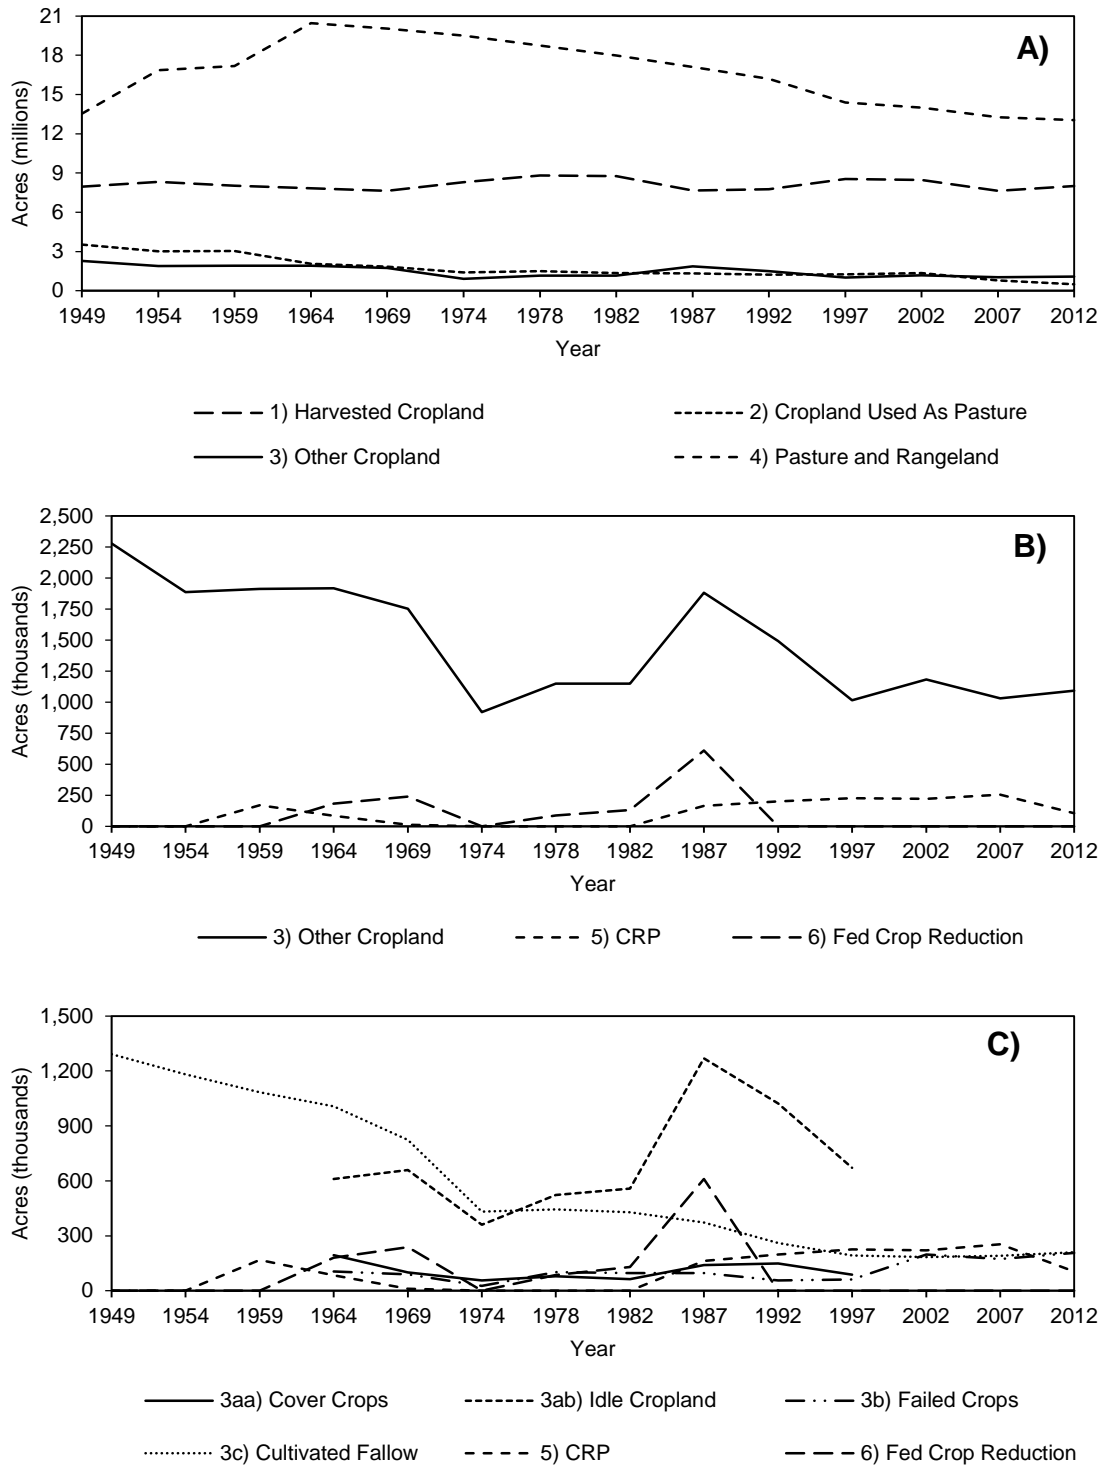 21
18
15
12
9
6
3
0
Acres (millions)
A)
1949 1954 1959 1964 1969 1974 1978 1982 1987 1992 1997 2002 2007 2012
Year
1) Harvested Cropland 2) Cropland Used As Pasture
3) Other Cropland 4) Pasture and Rangeland
2,500
2,250
2,000
1,750
1,500
1,250
1,000
750
500
250
0
Acres (thousands)
B)
1949 1954 1959 1964 1969 1974 1978 1982 1987 1992 1997 2002 2007 2012
Year
3) Other Cropland 5) CRP 6) Fed Crop Reduction
1,500
1,200
900
600
300
0
Acres (thousands)
C)
1949 1954 1959 1964 1969 1974 1978 1982 1987 1992 1997 2002 2007 2012
Year
3aa) Cover Crops 3ab) Idle Cropland 3b) Failed Crops
3c) Cultivated Fallow 5) CRP 6) Fed Crop Reduction